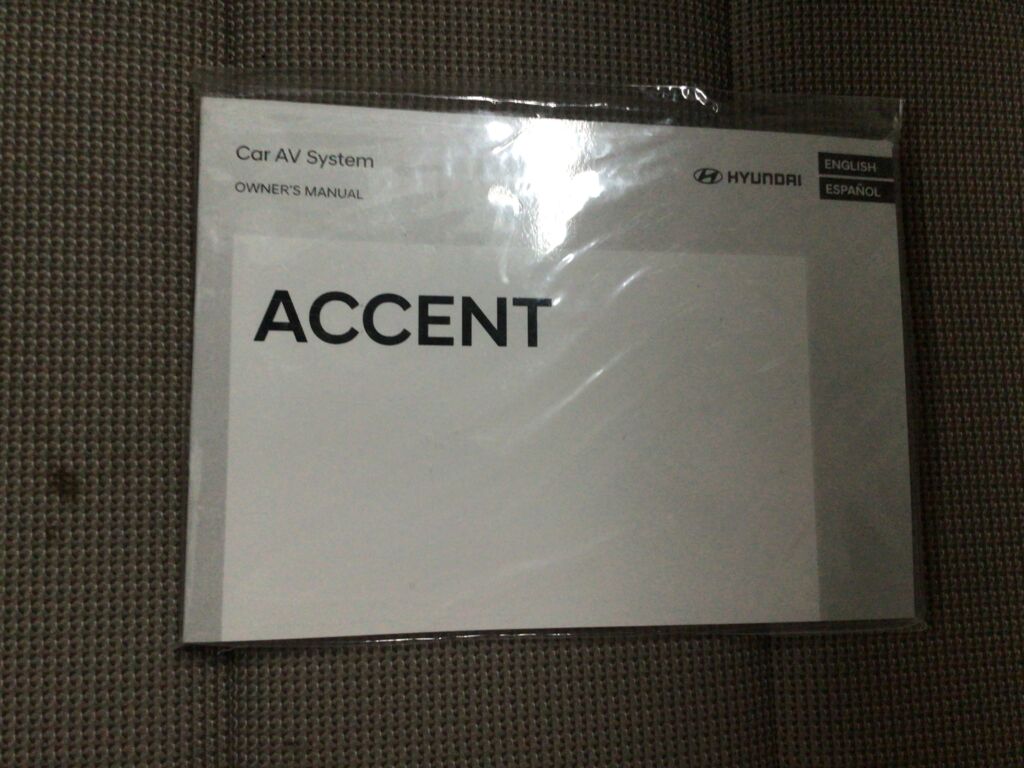 Car AV System
OWNER'S MANUAL
HYUNDAI
ENGLISH
ESPAÑOL
ACCENT